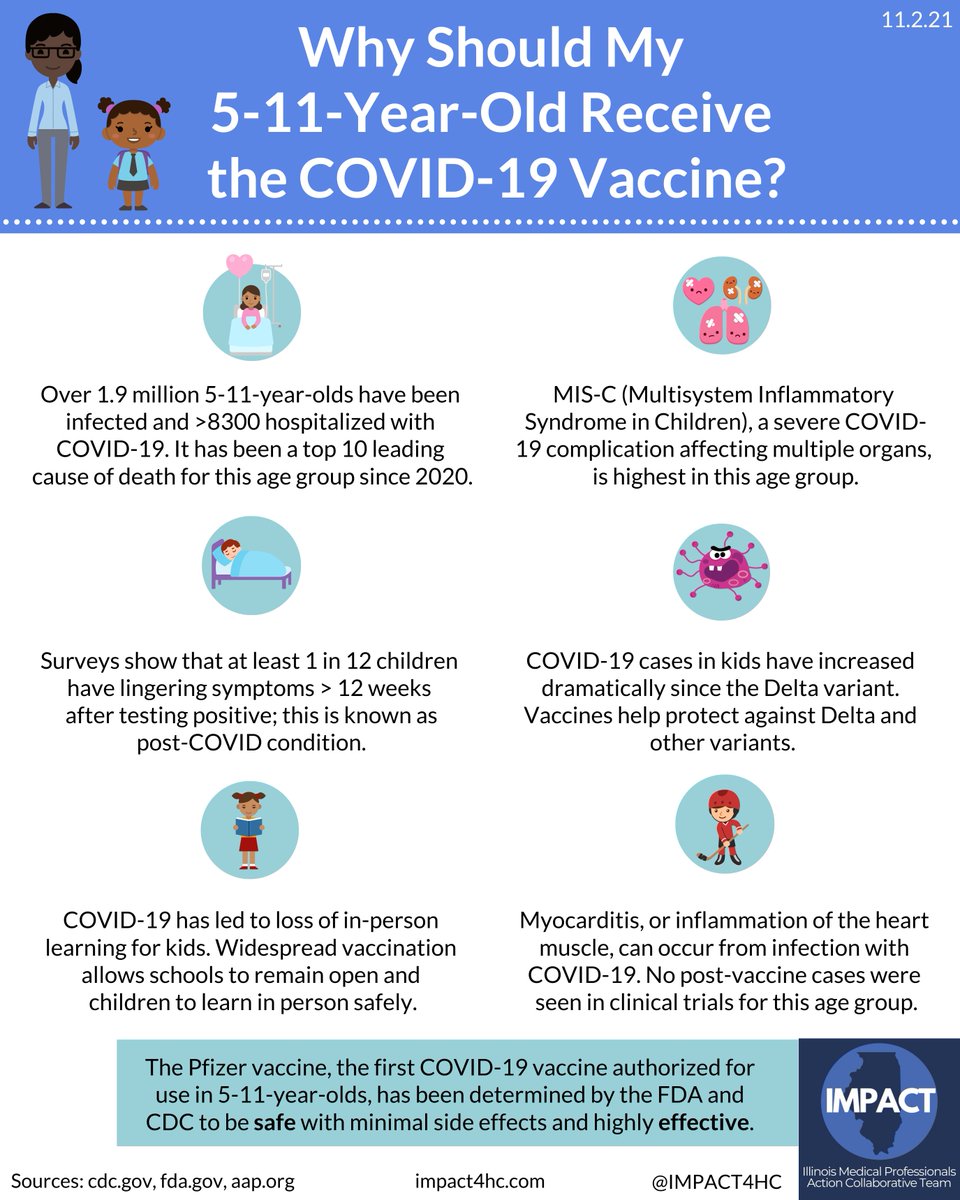 11.2.21
Why Should My
5-11-Year-Old Receive
the COVID-19 Vaccine?
Over 1.9 million 5-11-year-olds have been
infected and >8300 hospitalized with
COVID-19. It has been a top 10 leading
cause of death for this age group since 2020.
MIS-C (Multisystem Inflammatory
Syndrome in Children), a severe COVID-
19 complication affecting multiple organs,
is highest in this age group.
Surveys show that at least 1 in 12 children
have lingering symptoms > 12 weeks
after testing positive; this is known as
post-COVID condition.
COVID-19 cases in kids have increased
dramatically since the Delta variant.
Vaccines help protect against Delta and
other variants.
COVID-19 has led to loss of in-person
learning for kids. Widespread vaccination
allows schools to remain open and
children to learn in person safely.
Myocarditis, or inflammation of the heart
muscle, can occur from infection with
COVID-19. No post-vaccine cases were
seen in clinical trials for this age group.
The Pfizer vaccine, the first COVID-19 vaccine authorized for
use in 5-11-year-olds, has been determined by the FDA and
CDC to be safe with minimal side effects and highly effective.
IMPACT
Illinois Medical Professionals
Action Collaborative Team
Sources: cdc.gov, fda.gov, aap.org
impact4hc.com
@IMPACT4HC